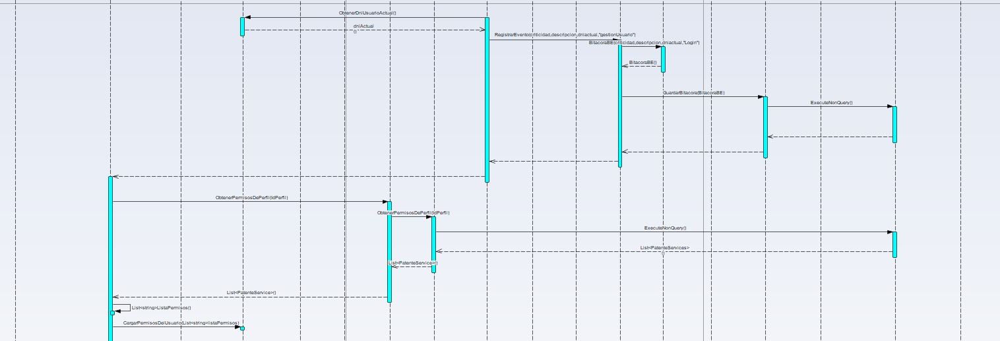 ObtenerDniUsuarioActual()
dniActual
()
RegistrarEvento(criticidad,descripcion,dniactual,"gestionUsuario")
BitacoraBE(criticidad,descripcion,dniactual,"Login")
BitacoraBE()
GuardarBitacora(BitacoraBE)
ExecuteNonQuery()
ObtenerPermisosDePerfil(IdPerfil)
ObtenerPermisosDePerfil(IdPerfil)
ExecuteNonQuery()
List<PatenteServices>
()
List<PatenteService>()
List<PatenteService>()
List<string>ListaPermisos()
CargarPermisosDelUsuario(List<string>listaPermisos)